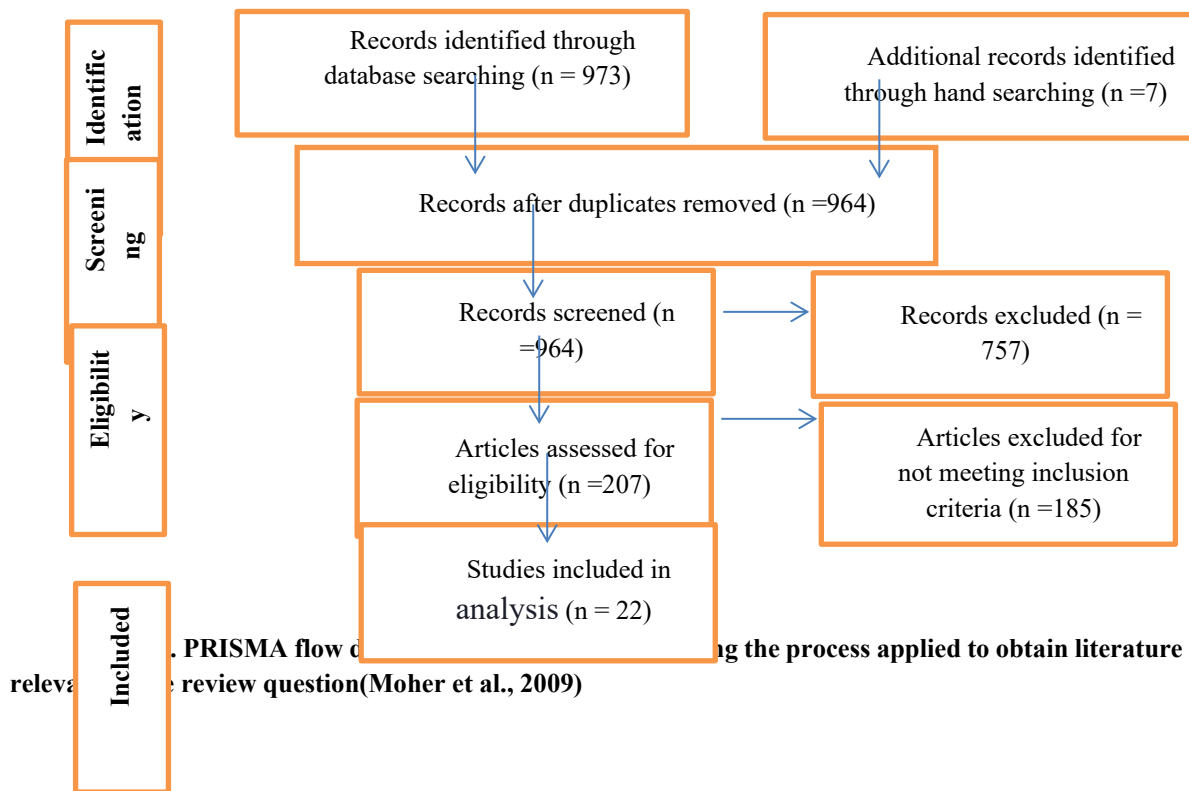 Identific
ation
Records identified through
database searching (n = 973)
Additional records identified
through hand searching (n =7)
Screeni
ng
Records after duplicates removed (n =964)
Records screened (n
=964)
Records excluded (n =
757)
Eligibilit
y
Articles assessed for
eligibility (n =207)
Articles excluded for
not meeting inclusion
criteria (n =185)
Studies included in
analysis (n = 22)
Included
. PRISMA flow the process applied to obtain literature
review question(Moher et al., 2009)